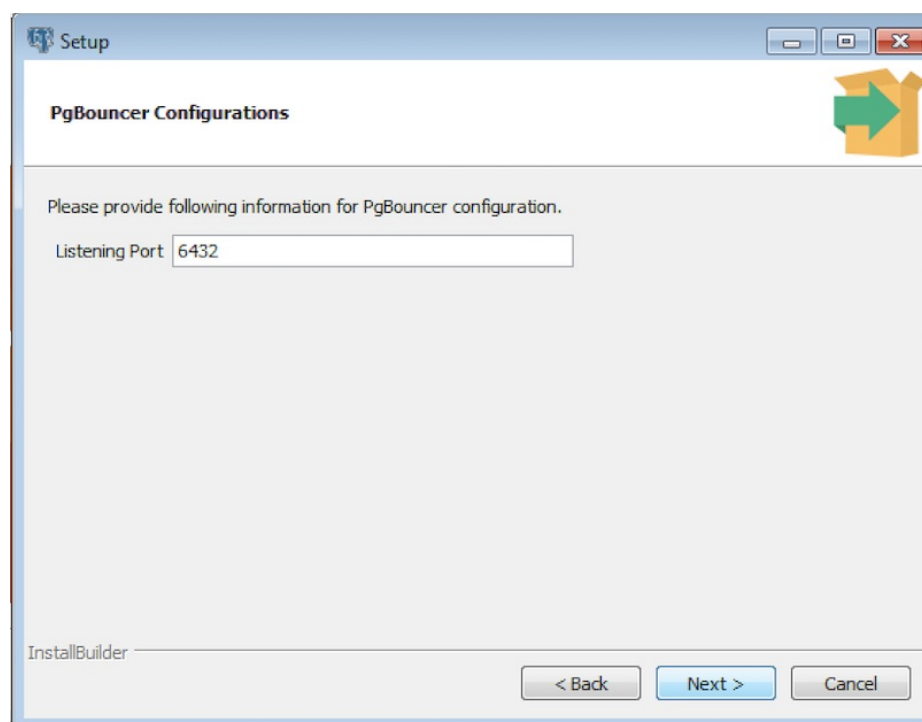 Setup
PgBouncer Configurations
Please provide following information for PgBouncer configuration.
Listening Port 6432
InstallBuilder
< Back Next > Cancel